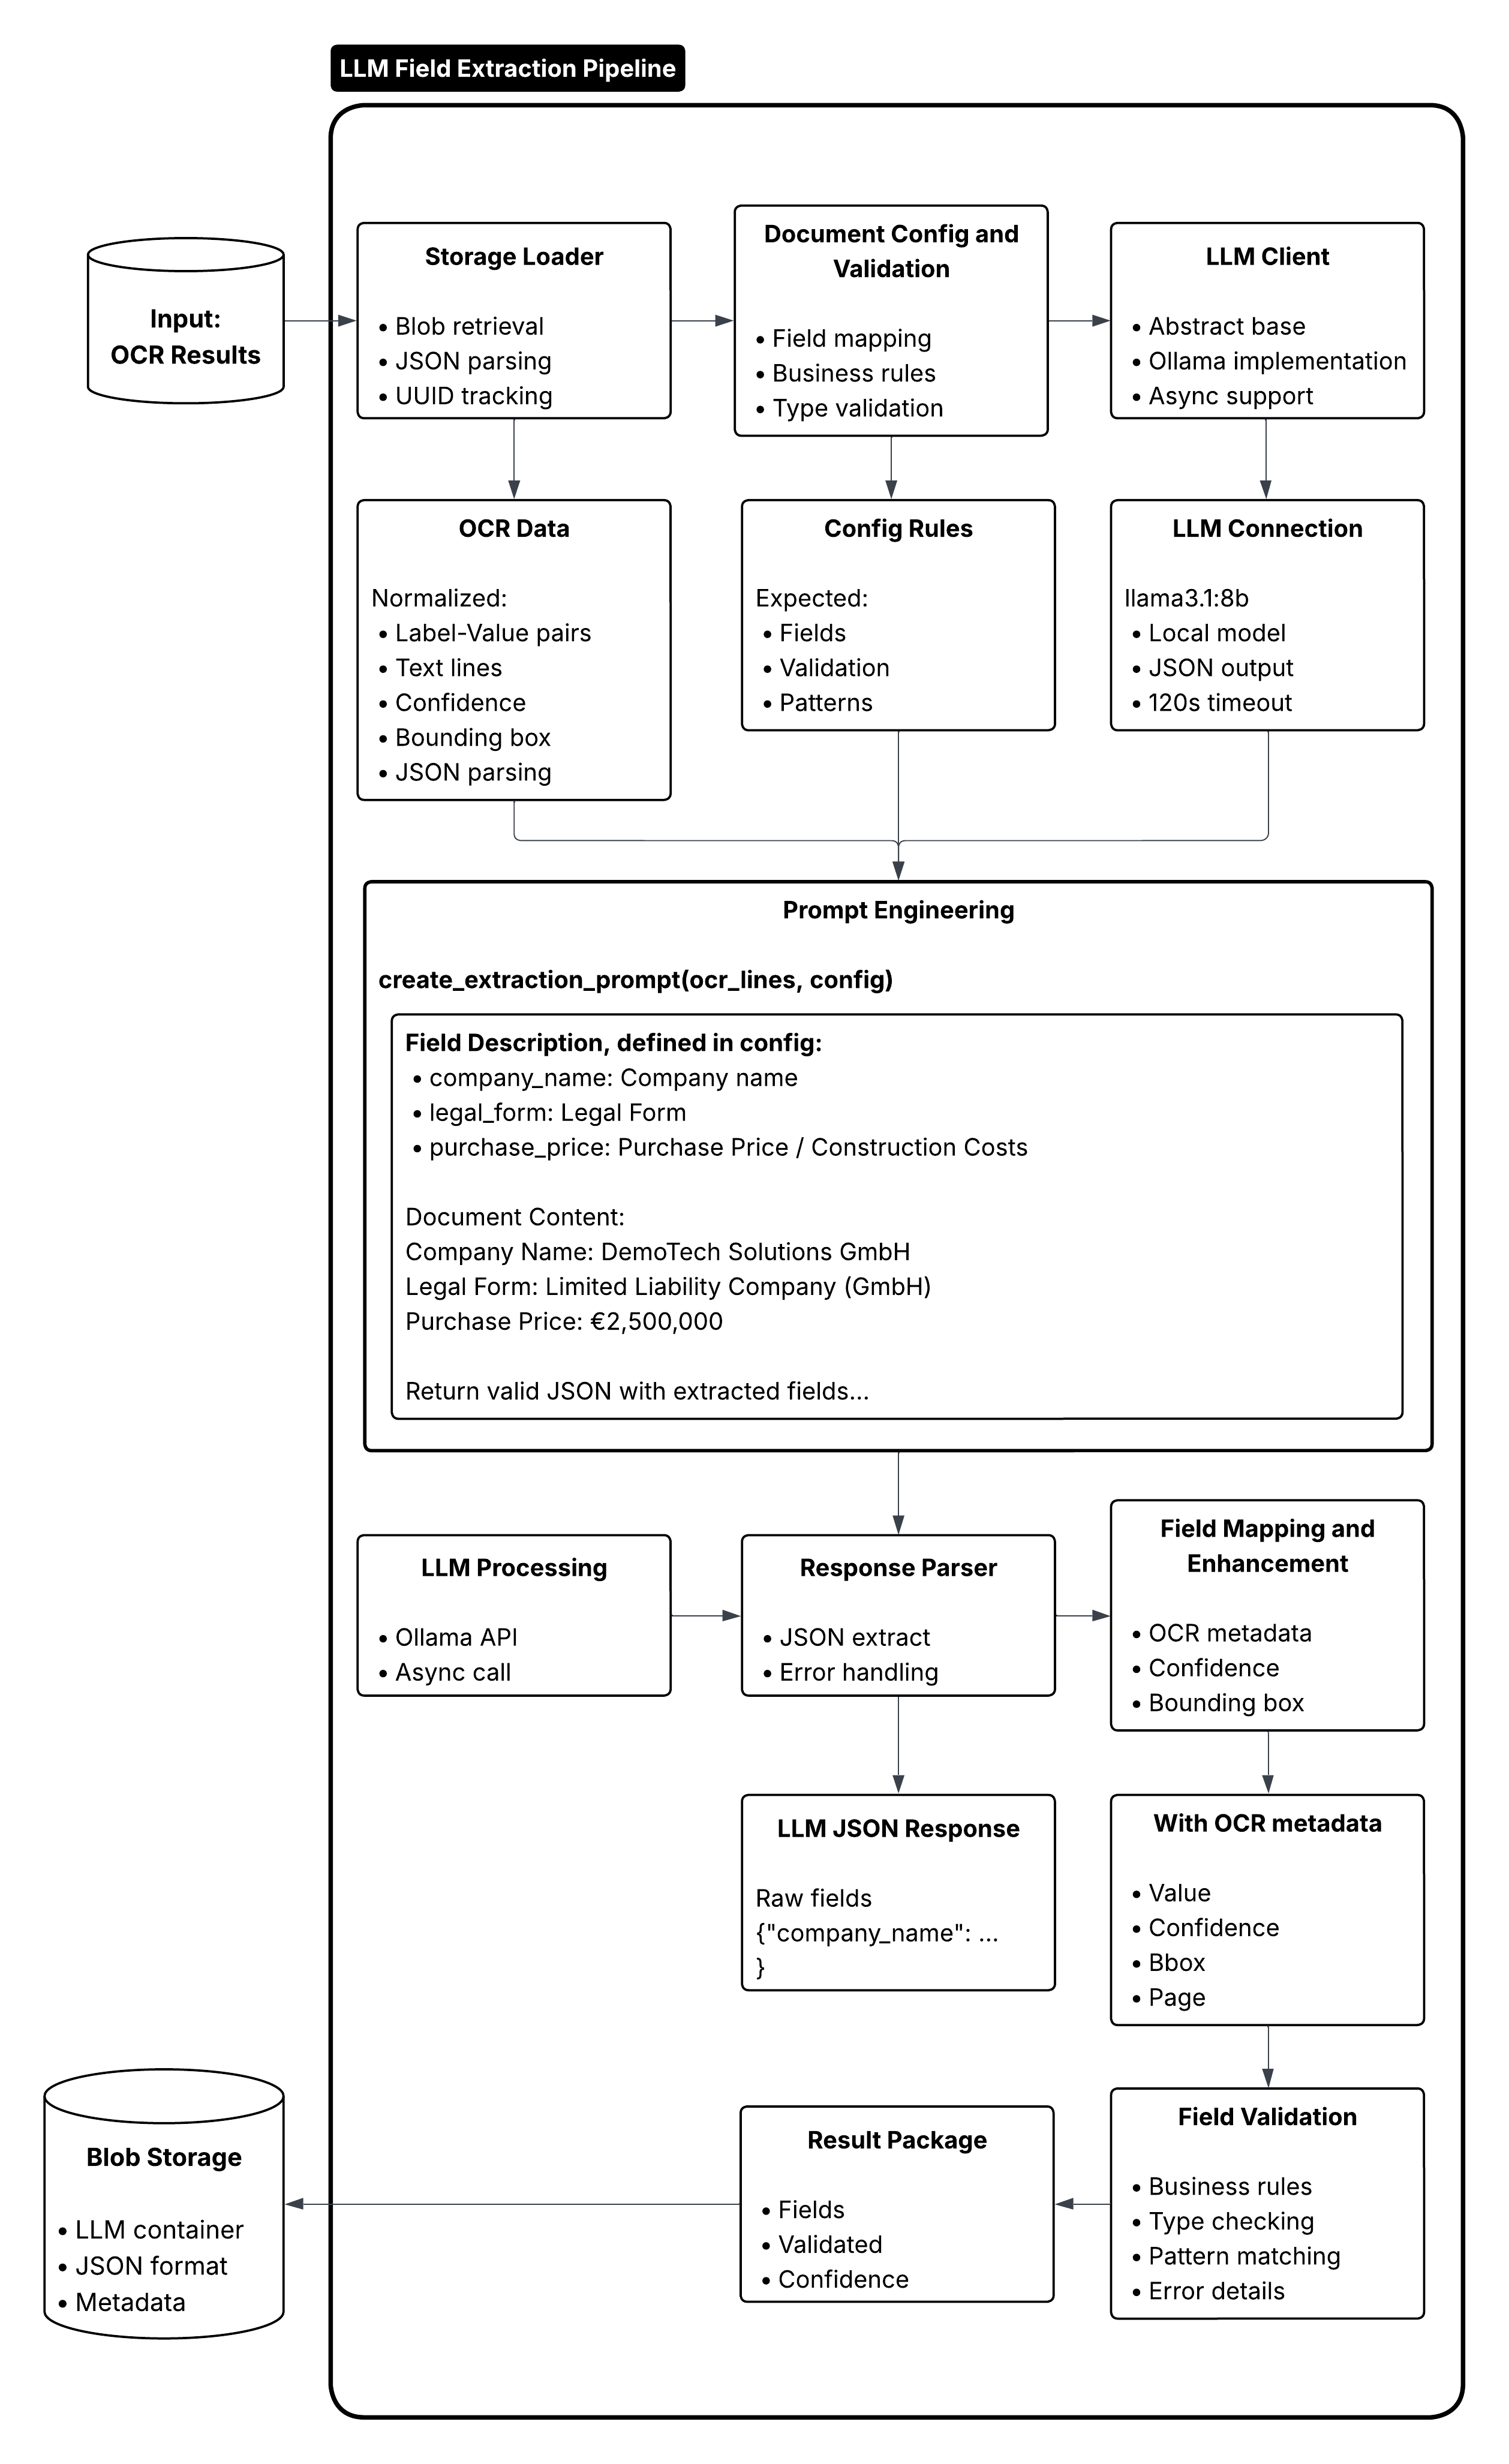 LLM Field Extraction Pipeline
Input:
OCR Results
Storage Loader
• Blob retrieval
• JSON parsing
• UUID tracking
Document Config and
Validation
• Field mapping
• Business rules
• Type validation
LLM Client
• Abstract base
• Ollama implementation
• Async support
OCR Data
Normalized:
• Label-Value pairs
• Text lines
• Confidence
• Bounding box
• JSON parsing
Config Rules
Expected:
• Fields
• Validation
• Patterns
LLM Connection
llama3.1:8b
• Local model
• JSON output
• 120s timeout
Prompt Engineering
create_extraction_prompt(ocr_lines, config)
Field Description, defined in config:
• company_name: Company name
• legal_form: Legal Form
• purchase_price: Purchase Price / Construction Costs
Document Content:
Company Name: DemoTech Solutions GmbH
Legal Form: Limited Liability Company (GmbH)
Purchase Price: €2,500,000
Return valid JSON with extracted fields...
LLM Processing
• Ollama API
• Async call
Response Parser
• JSON extract
• Error handling
Field Mapping and
Enhancement
• OCR metadata
• Confidence
• Bounding box
LLM JSON Response
Raw fields
{"company_name": ...
}
With OCR metadata
• Value
• Confidence
• Bbox
• Page
Field Validation
• Business rules
• Type checking
• Pattern matching
• Error details
Result Package
• Fields
• Validated
• Confidence
Blob Storage
• LLM container
• JSON format
• Metadata